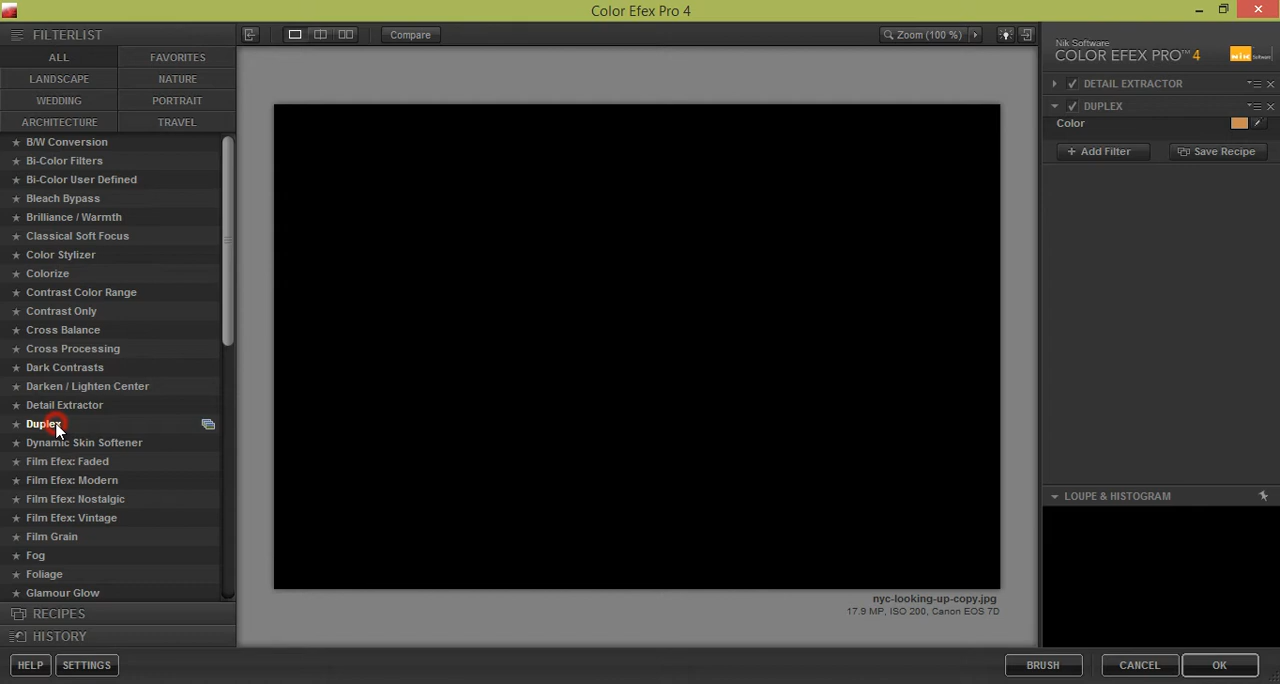 Color Efex Pro 4
FILTERLIST
ALL
FAVORITES
LANDSCAPE
NATURE
WEDDING
PORTRAIT
ARCHITECTURE
TRAVEL
★ B/W Conversion
★ Bi-Color Filters
★ Bi-Color User Defined
★ Bleach Bypass
★ Brilliance / Warmth
★ Classical Soft Focus
★ Color Stylizer
★ Colorize
★ Contrast Color Range
★ Contrast Only
★ Cross Balance
★ Cross Processing
★ Dark Contrasts
★ Darken / Lighten Center
★ Detail Extractor
★ Duplex
★ Dynamic Skin Softener
★ Film Efex: Faded
★ Film Efex: Modern
★ Film Efex: Nostalgic
★ Film Efex: Vintage
★ Film Grain
★ Fog
★ Foliage
★ Glamour Glow
RECIPES
HISTORY
HELP
SETTINGS
Compare
Zoom (100 %)
nyc-looking-up-copy.jpg
17.9 MP, ISO 200, Canon EOS 7D
Nik Software
COLOR EFEX PRO™ 4
nik Software
DETAIL EXTRACTOR
DUPLEX
Color
+ Add Filter
Save Recipe
LOUPE & HISTOGRAM
BRUSH
CANCEL
OK